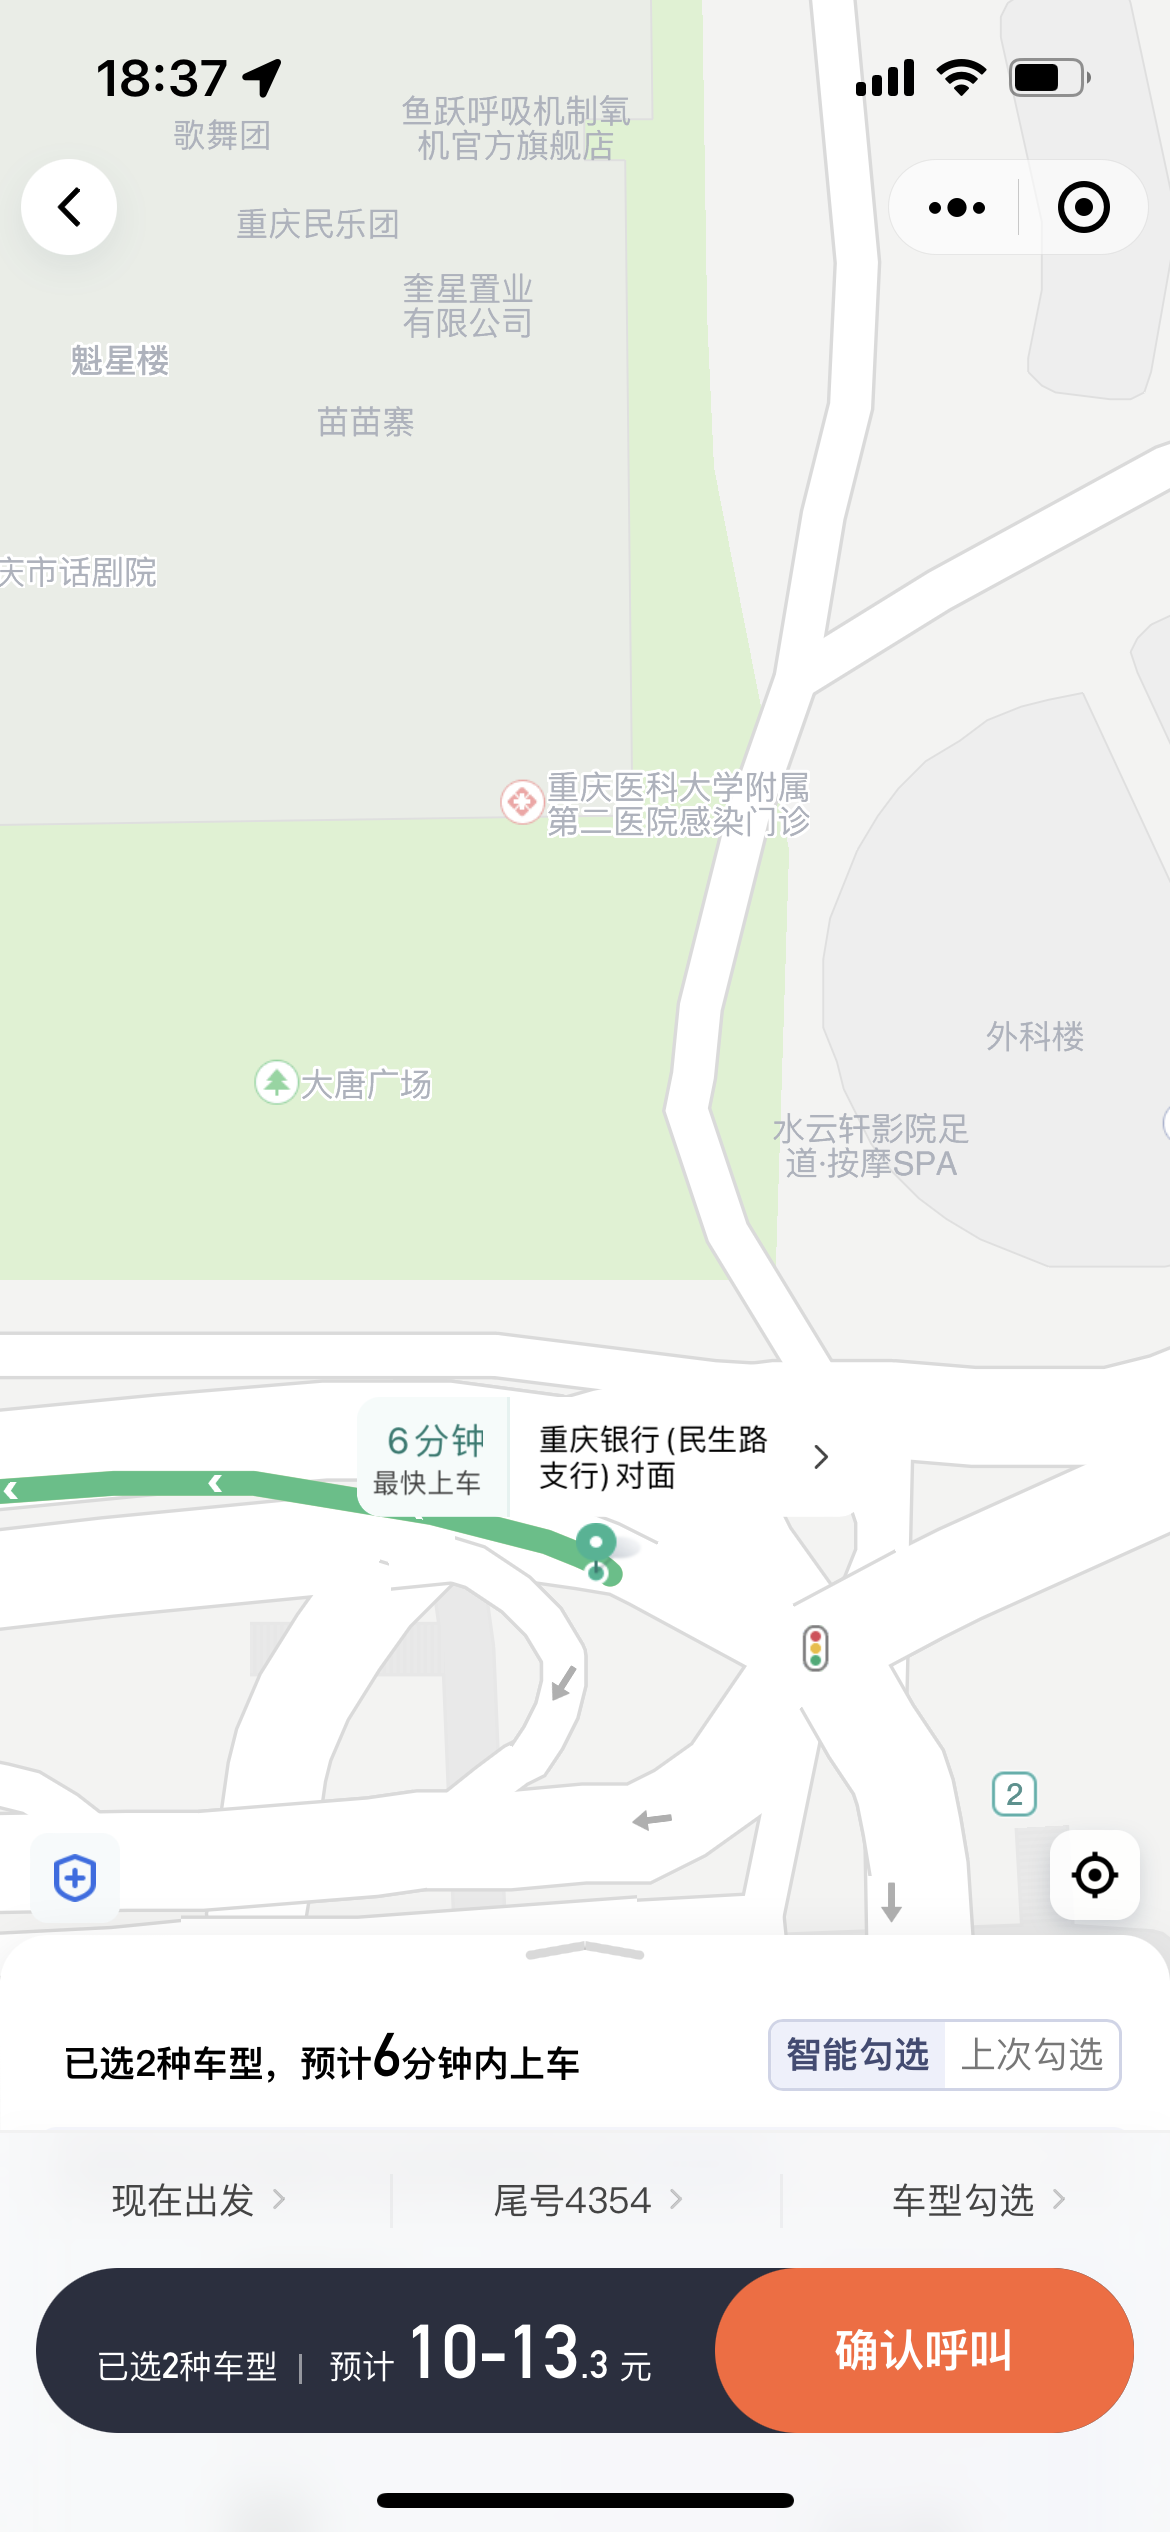 18:37
歌舞团
鱼跃呼吸机制氧
机官方旗舰店
重庆民乐团
奎星置业
有限公司
魁星楼
苗苗寨
庆市话剧院
重庆医科大学附属
第二医院感染门诊
外科楼
大唐广场
水云轩影院足
道·按摩SPA
6分钟
最快上车
重庆银行(民生路
支行)对面
2
已选2种车型，预计6分钟内上车
智能勾选
上次勾选
现在出发
尾号4354
车型勾选
已选2种车型 | 预计 10-13.3 元
确认呼叫